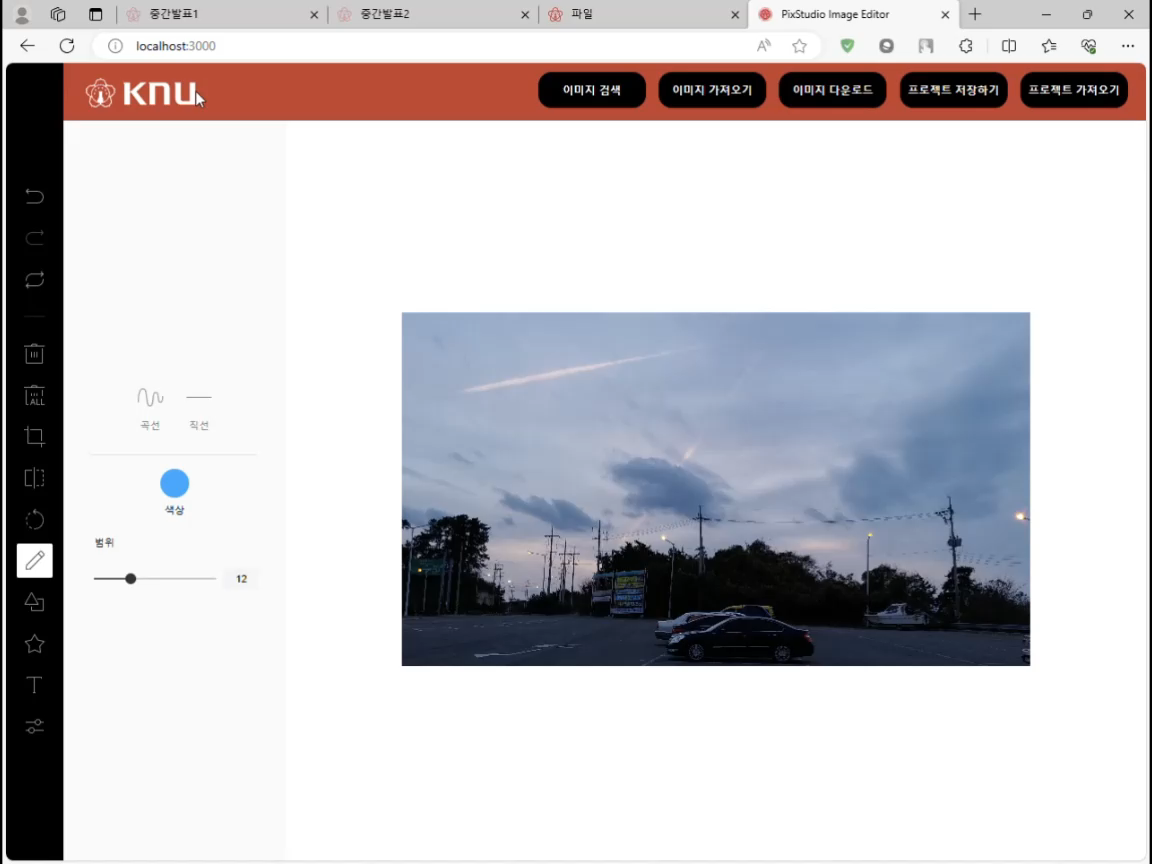 중간발표1
중간발표2
파일
PixStudio Image Editor
localhost:3000
KNU
이미지 검색
이미지 가져오기
이미지 다운로드
프로젝트 저장하기
프로젝트 가져오기
ALL
곡선
직선
색상
범위
12
T